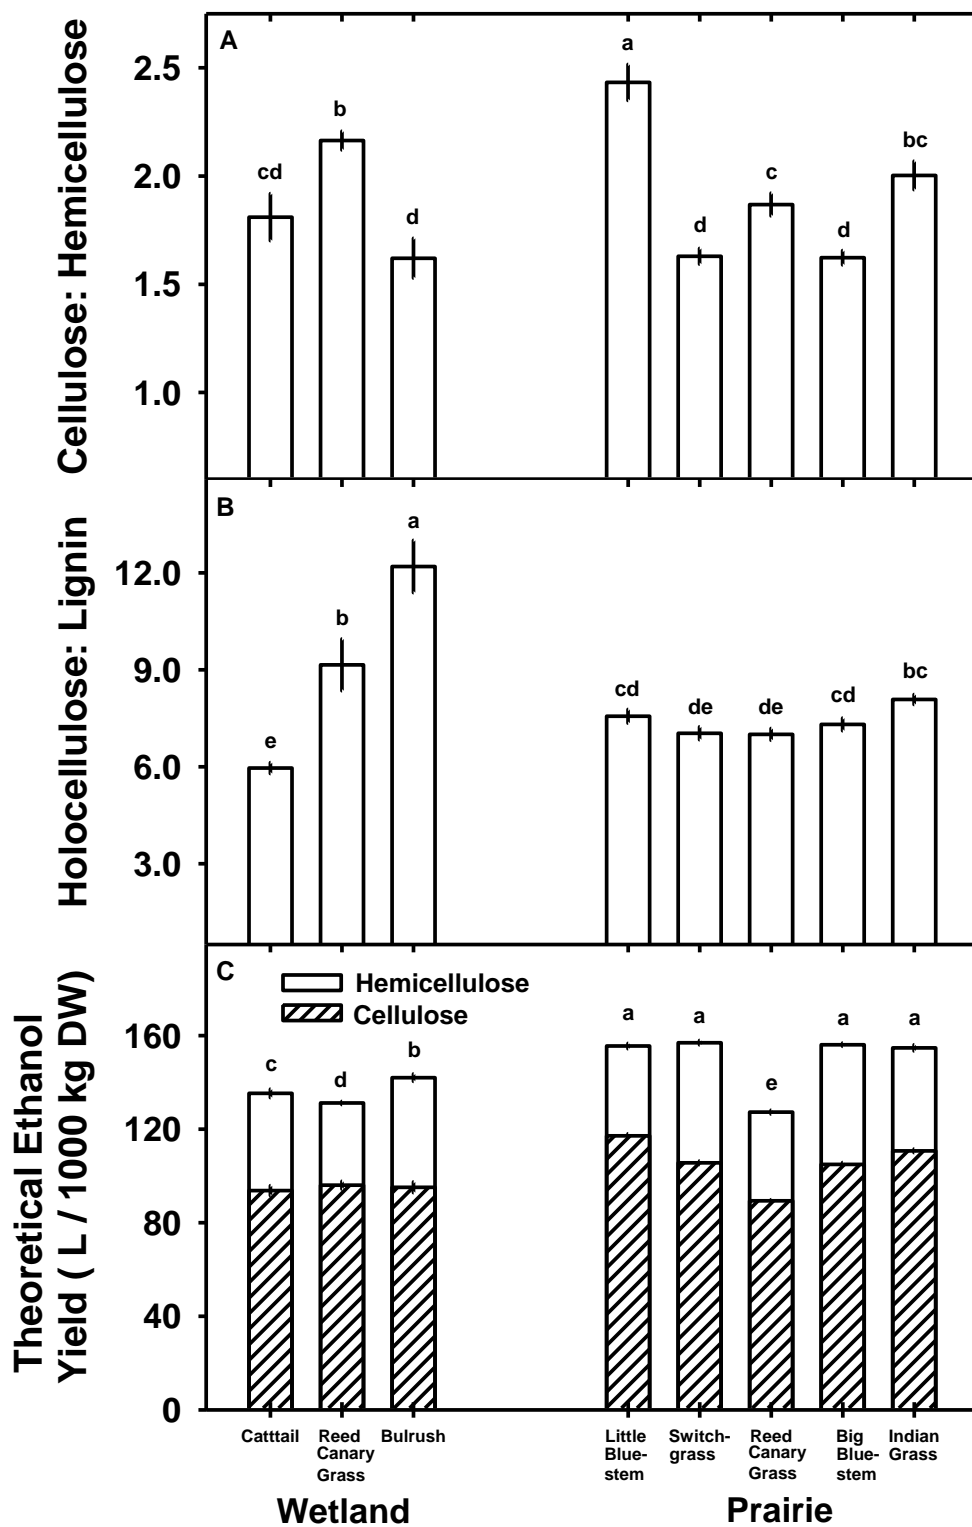 Cellulose: Hemicellulose
A
2.5
2.0
1.5
1.0
cd
b
d
a
d
c
d
bc
Holocellulose: Lignin
B
12.0
9.0
6.0
3.0
e
b
a
cd
de
de
cd
bc
Theoretical Ethanol
Yield ( L / 1000 kg DW)
C
Hemicellulose
Cellulose
160
120
80
40
0
c
d
b
a
a
e
a
a
Catttail
Reed
Canary
Grass
Bulrush
Little
Blue-
stem
Switch-
grass
Reed
Canary
Grass
Big
Blue-
stem
Indian
Grass
Wetland
Prairie